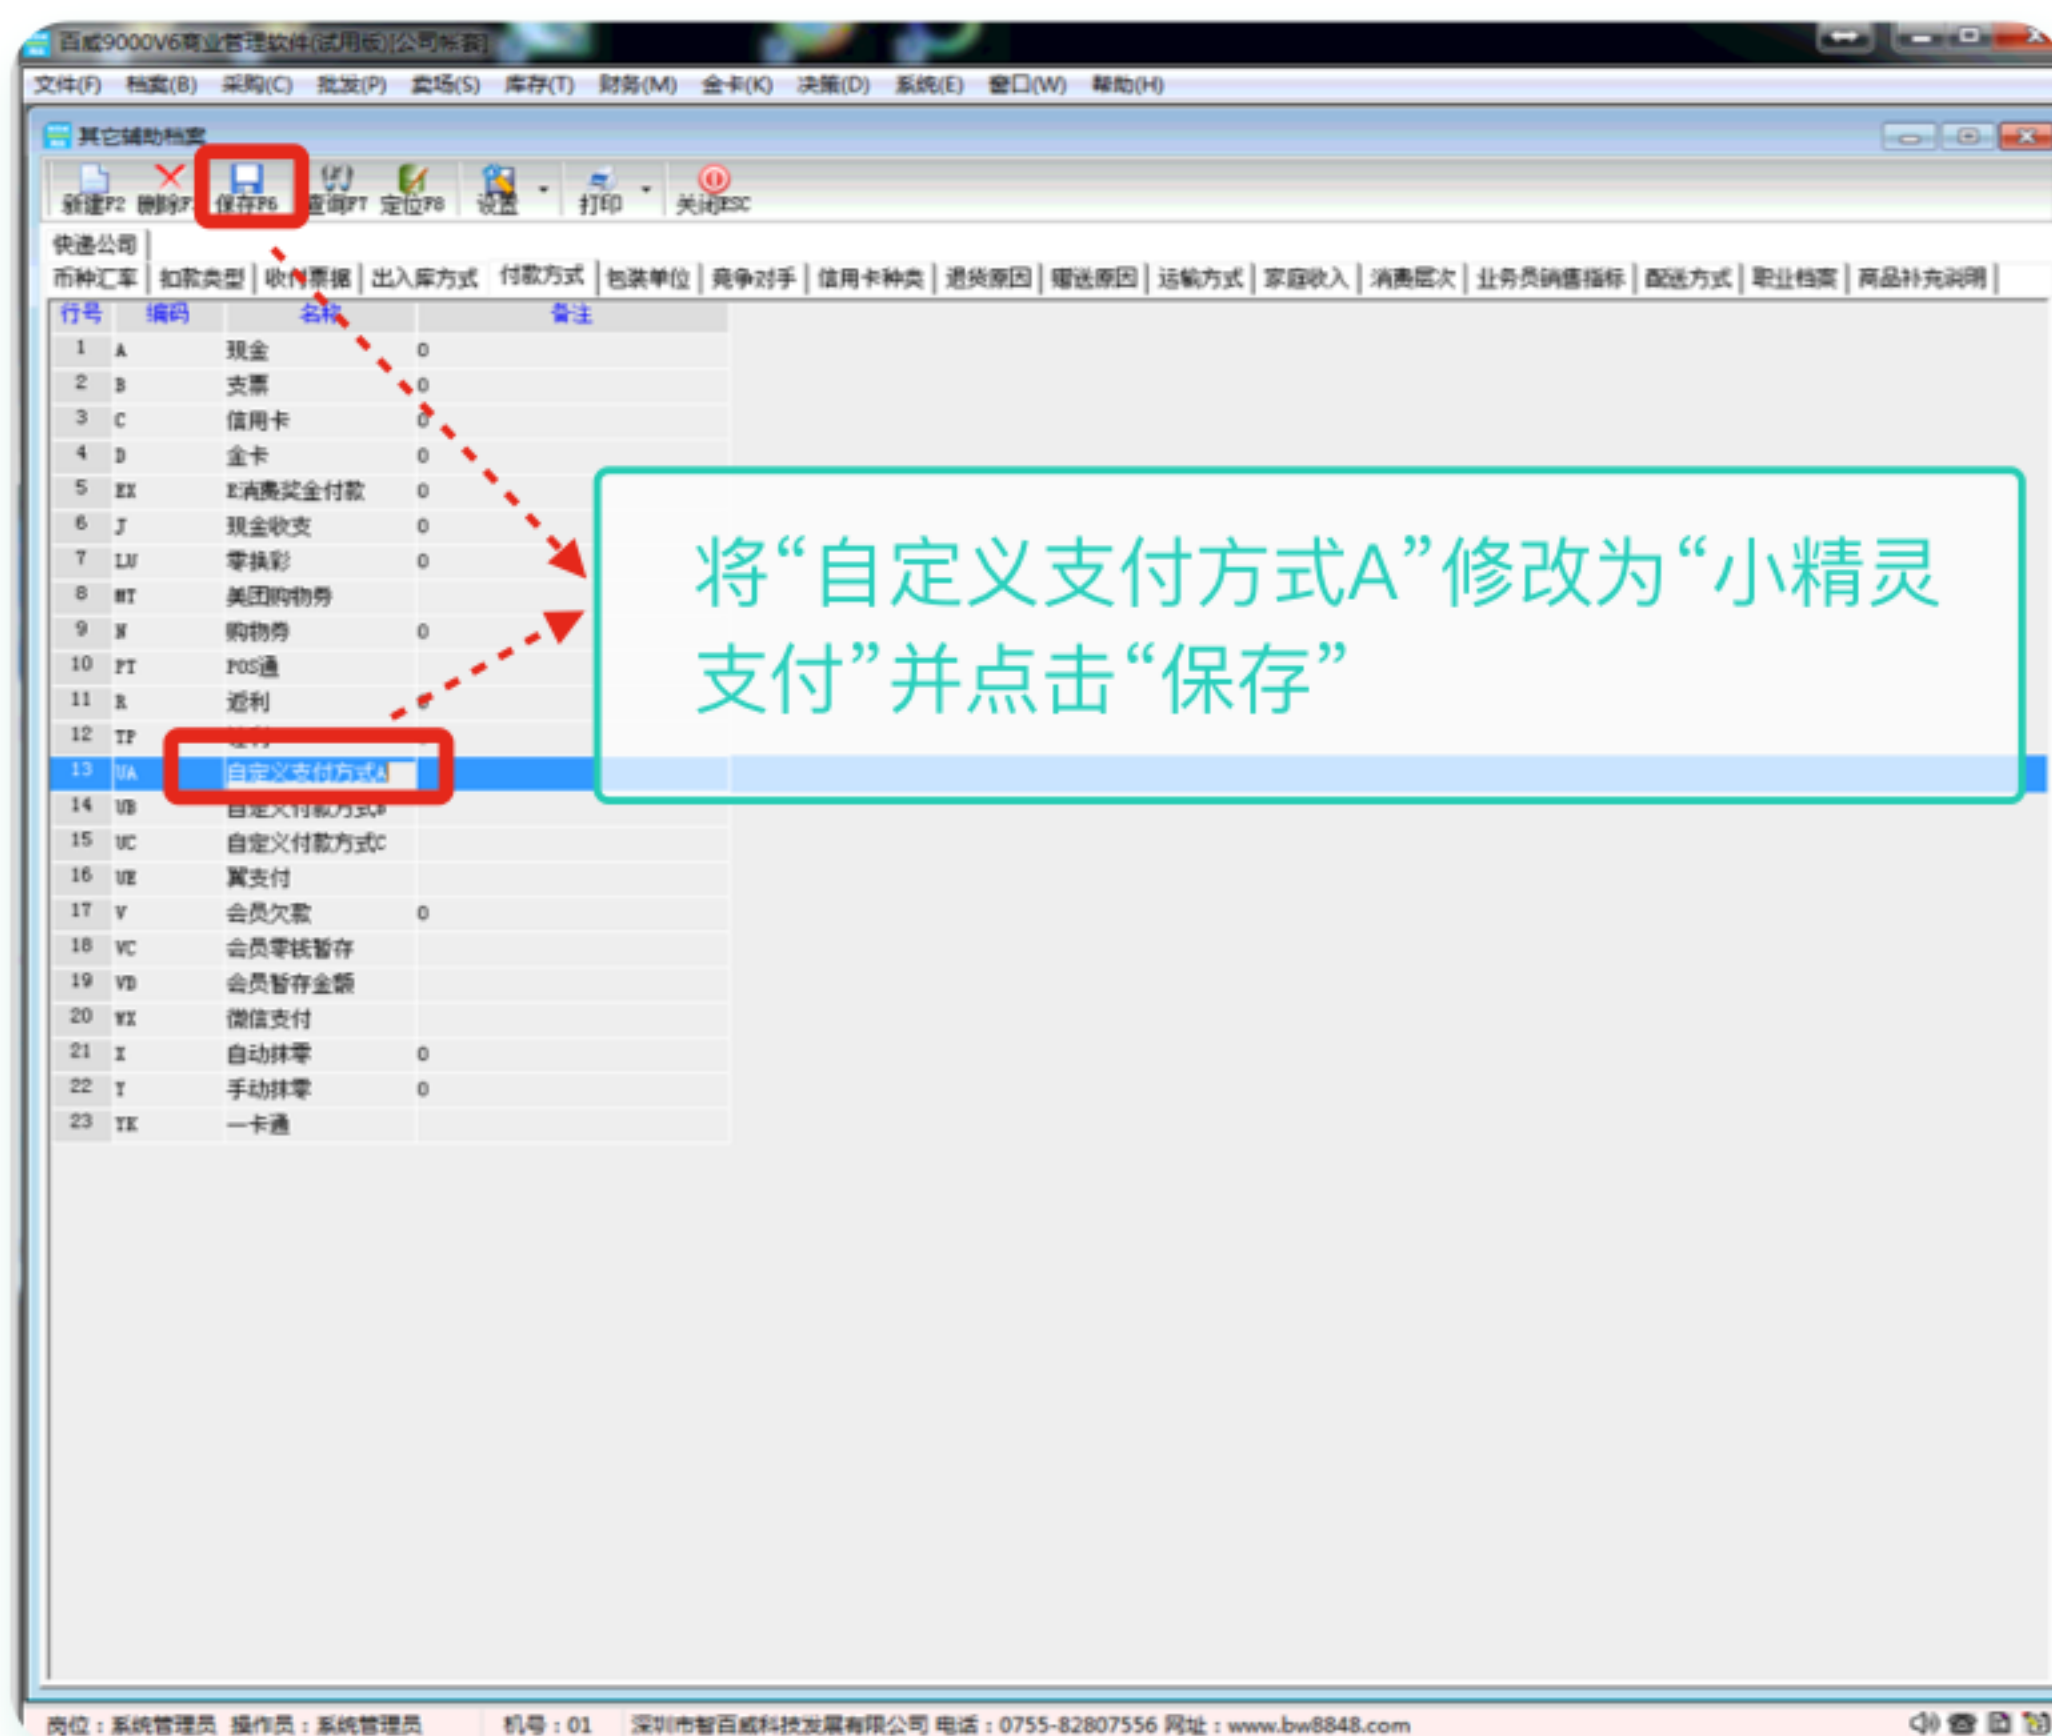 百威9000V6商业管理软件(试用版)[公司帐套]
文件(F) 档案(B) 采购(C) 批发(P) 卖场(S) 库存(T) 财务(M) 金卡(K) 决策(D) 系统(E) 窗口(W) 帮助(H)
其它辅助档案
新建F2 删除F 保存F6 查询F7 定位F8 设置 打印 关闭ESC
快递公司
币种汇率 扣款类型 收付票据 出入库方式 付款方式 包装单位 竞争对手 信用卡种类 退货原因 赠送原因 运输方式 家庭收入 消费层次 业务员销售指标 配送方式 职业档案 商品补充说明
行号 编码 名称 备注
1 A 现金 0
2 B 支票 0
3 C 信用卡 0
4 D 金卡 0
5 EX E消费奖金付款 0
6 J 现金收支 0
7 LU 零换彩 0
8 MT 美团购物券
9 N 购物券 0
10 PT POS通
11 R 返利 0
12 TP
13 UA 自定义支付方式A
14 UB 自定义付款方式B
15 UC 自定义付款方式C
16 UE 翼支付
17 V 会员欠款 0
18 VC 会员零钱暂存
19 VD 会员暂存金额
20 WX 微信支付
21 X 自动抹零 0
22 Y 手动抹零 0
23 YK 一卡通
将“自定义支付方式A”修改为“小精灵
支付”并点击“保存”
岗位：系统管理员 操作员：系统管理员 机号：01 深圳市智百威科技发展有限公司 电话：0755-82807556 网址：www.bw8848.com